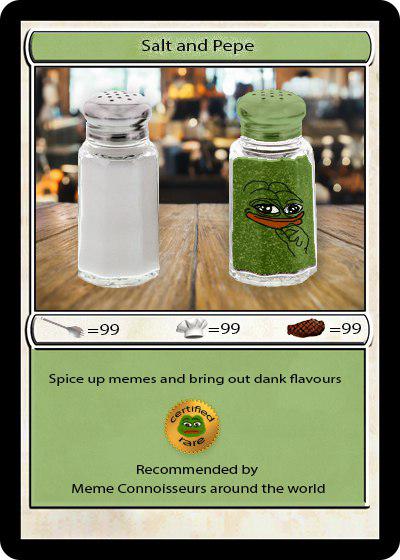 Salt and Pepe
=99
=99
=99
Spice up memes and bring out dank flavours
certified
rare
Recommended by
Meme Connoisseurs around the world